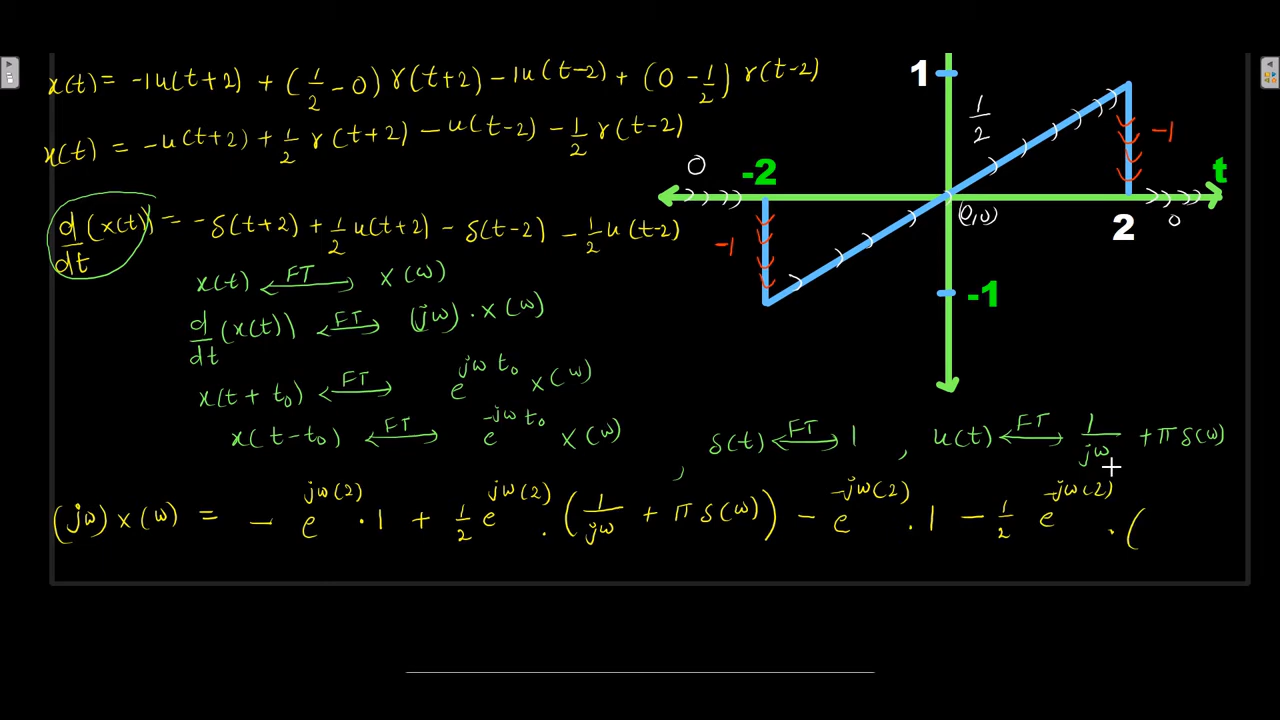 x(t) = -1u(t+2) + (1/2 - 0) r(t+2) - 1u(t-2) + (0 - 1/2) r(t-2)
x(t) = -u(t+2) + 1/2 r(t+2) - u(t-2) - 1/2 r(t-2)
d/dt (x(t)) = -δ(t+2) + 1/2 u(t+2) - δ(t-2) - 1/2 u(t-2)
x(t) ⟷FT X(ω)
d/dt (x(t)) ⟷FT (jω) · X(ω)
x(t + t₀) ⟷FT e^{jω t₀} X(ω)
x(t - t₀) ⟷FT e^{-jω t₀} X(ω) , δ(t) ⟷FT 1 , u(t) ⟷FT 1/jω + π δ(ω)
(jω) X(ω) = - e^{jω(2)} · 1 + 1/2 e^{jω(2)} · (1/jω + π δ(ω)) - e^{-jω(2)} · 1 - 1/2 e^{-jω(2)} · (
1
1/2
-1
0
-2
t
(0,0)
2
0
-1
-1